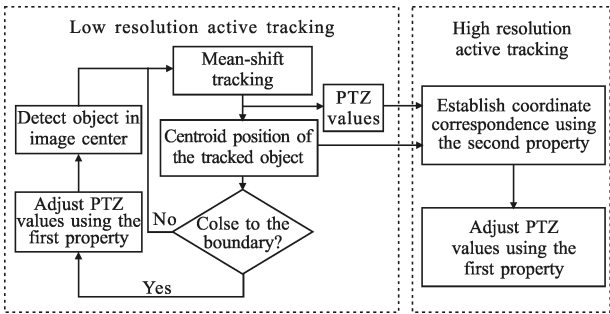 Low resolution active tracking
Mean-shift
tracking
PTZ
values
Detect object in
image center
Centroid position of
the tracked object
Adjust PTZ
values using the
first property
No
Colse to the
boundary?
Yes
High resolution
active tracking
Establish coordinate
correspondence using
the second property
Adjust PTZ
values using the
first property